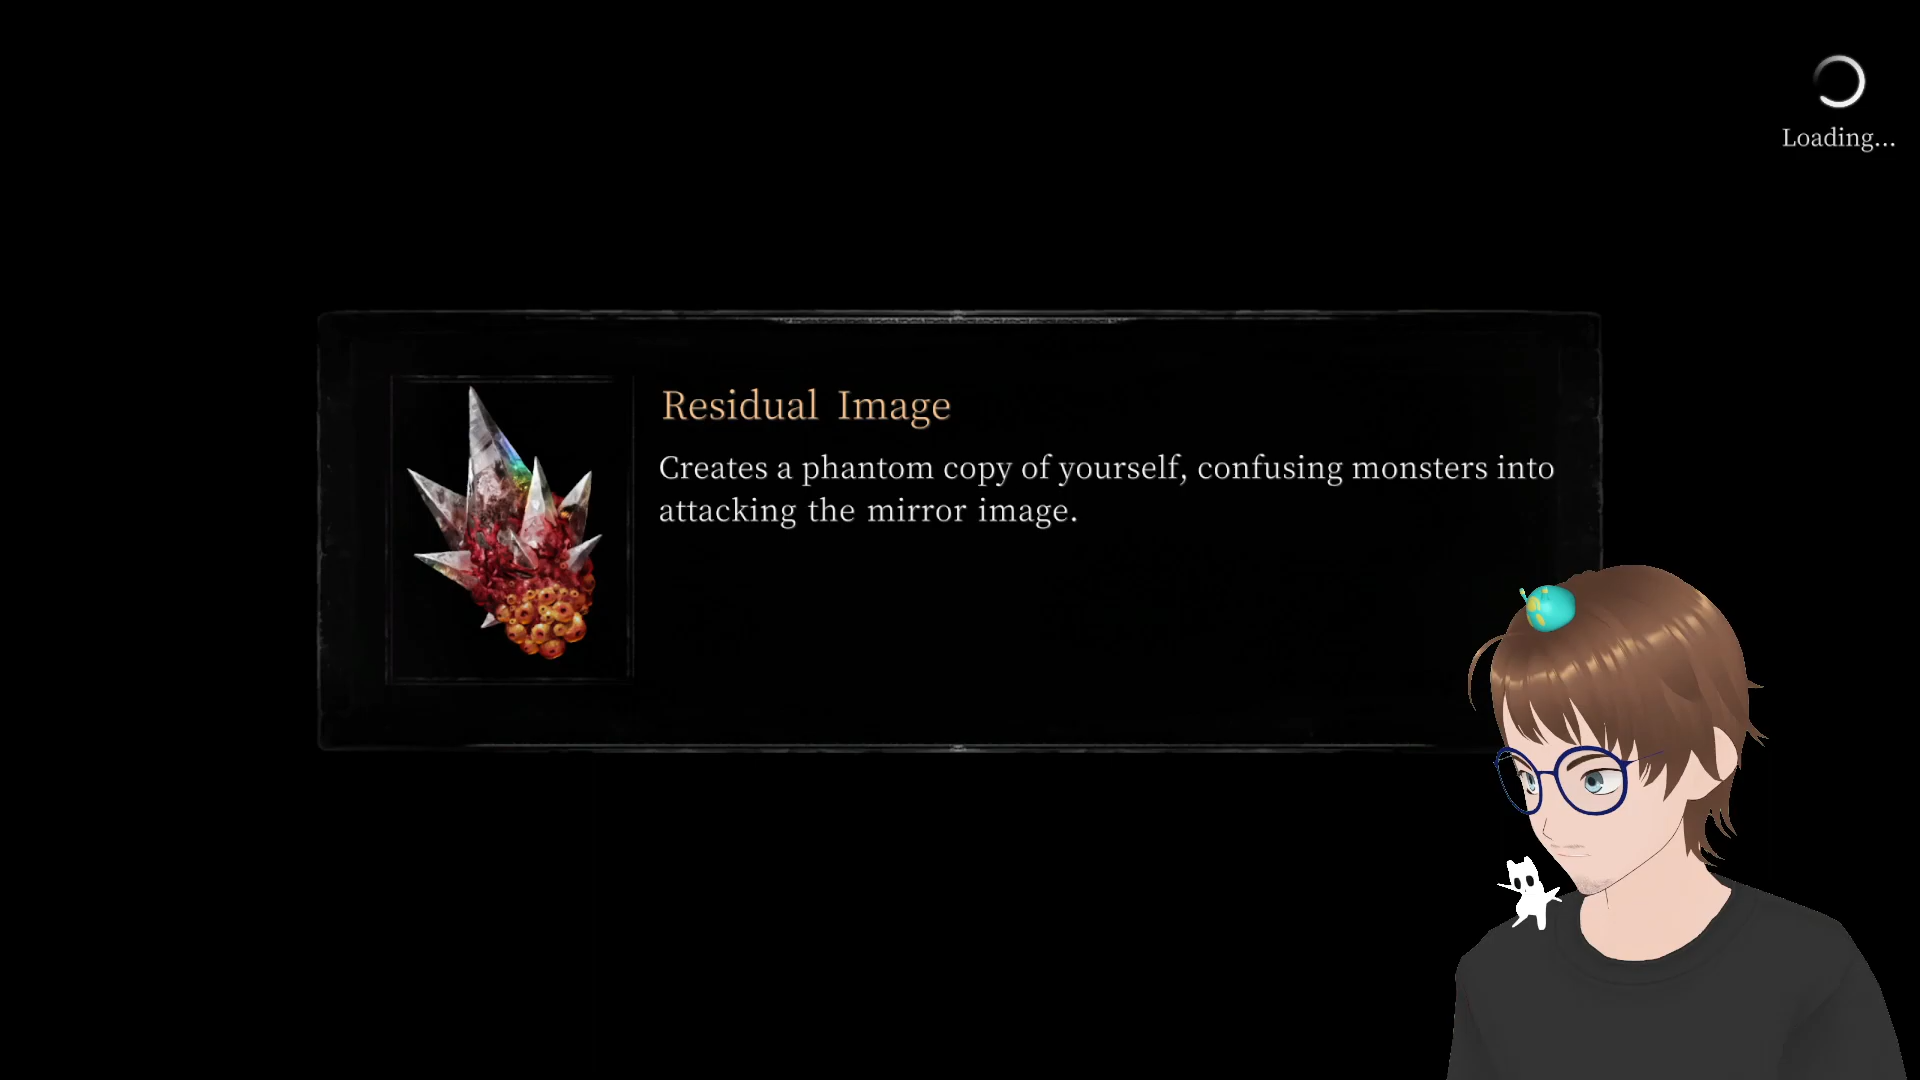 Loading...
Residual Image
Creates a phantom copy of yourself, confusing monsters into
attacking the mirror image.